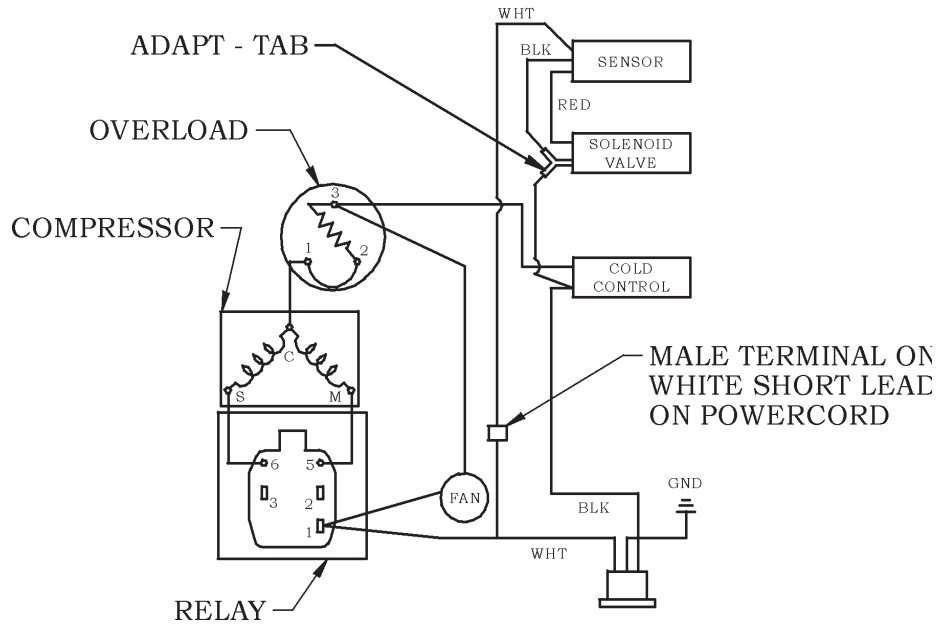 WHT
ADAPT - TAB
BLK
SENSOR
RED
OVERLOAD
SOLENOID
VALVE
3
COMPRESSOR
1
2
COLD
CONTROL
C
S
M
MALE TERMINAL ON
WHITE SHORT LEAD
ON POWERCORD
6
5
3
2
FAN
GND
1
BLK
WHT
RELAY